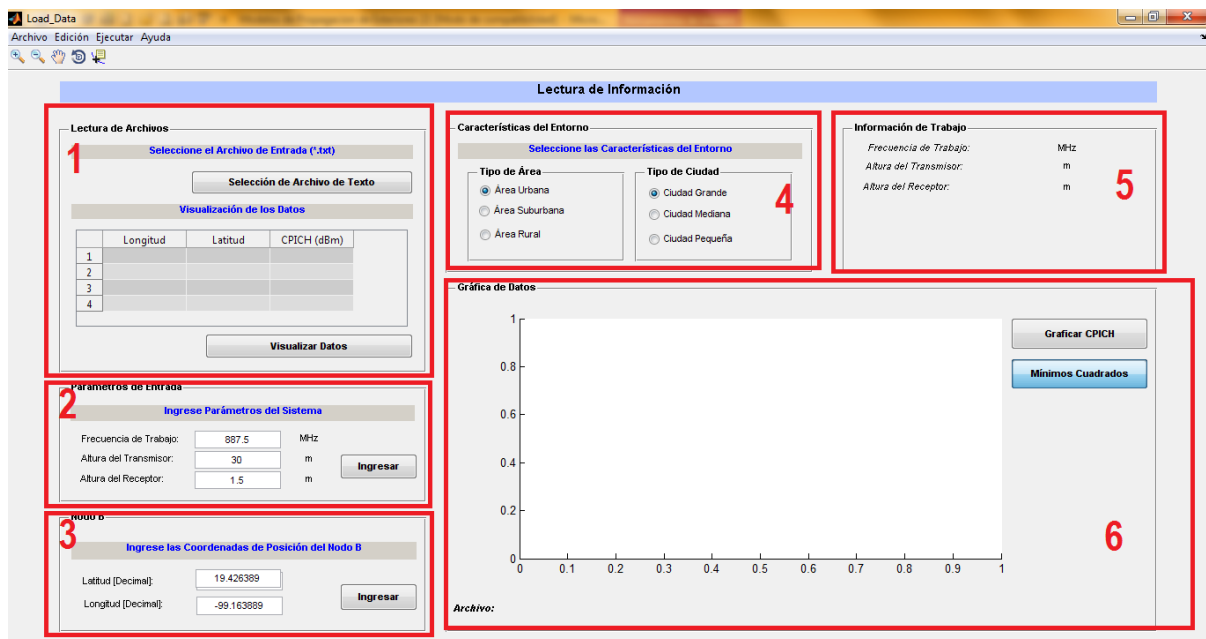 Load_Data
Archivo Edición Ejecutar Ayuda
Lectura de Información
Lectura de Archivos
1
Seleccione el Archivo de Entrada (*.txt)
Selección de Archivo de Texto
Visualización de los Datos
Longitud Latitud CPICH (dBm)
1
2
3
4
Visualizar Datos
Parámetros de Entrada
2
Ingrese Parámetros del Sistema
Frecuencia de Trabajo: 887.5 MHz
Altura del Transmisor: 30 m
Altura del Receptor: 1.5 m
Ingresar
Nodo B
3
Ingrese las Coordenadas de Posición del Nodo B
Latitud [Decimal]: 19.426389
Longitud [Decimal]: -99.163889
Ingresar
Características del Entorno
Seleccione las Características del Entorno
Tipo de Área
Área Urbana
Área Suburbana
Área Rural
Tipo de Ciudad
Ciudad Grande
Ciudad Mediana
Ciudad Pequeña
4
Información de Trabajo
Frecuencia de Trabajo: MHz
Altura del Transmisor: m
Altura del Receptor: m
5
Gráfica de Datos
1
0.8
0.6
0.4
0.2
0
0 0.1 0.2 0.3 0.4 0.5 0.6 0.7 0.8 0.9 1
Graficar CPICH
Mínimos Cuadrados
6
Archivo: